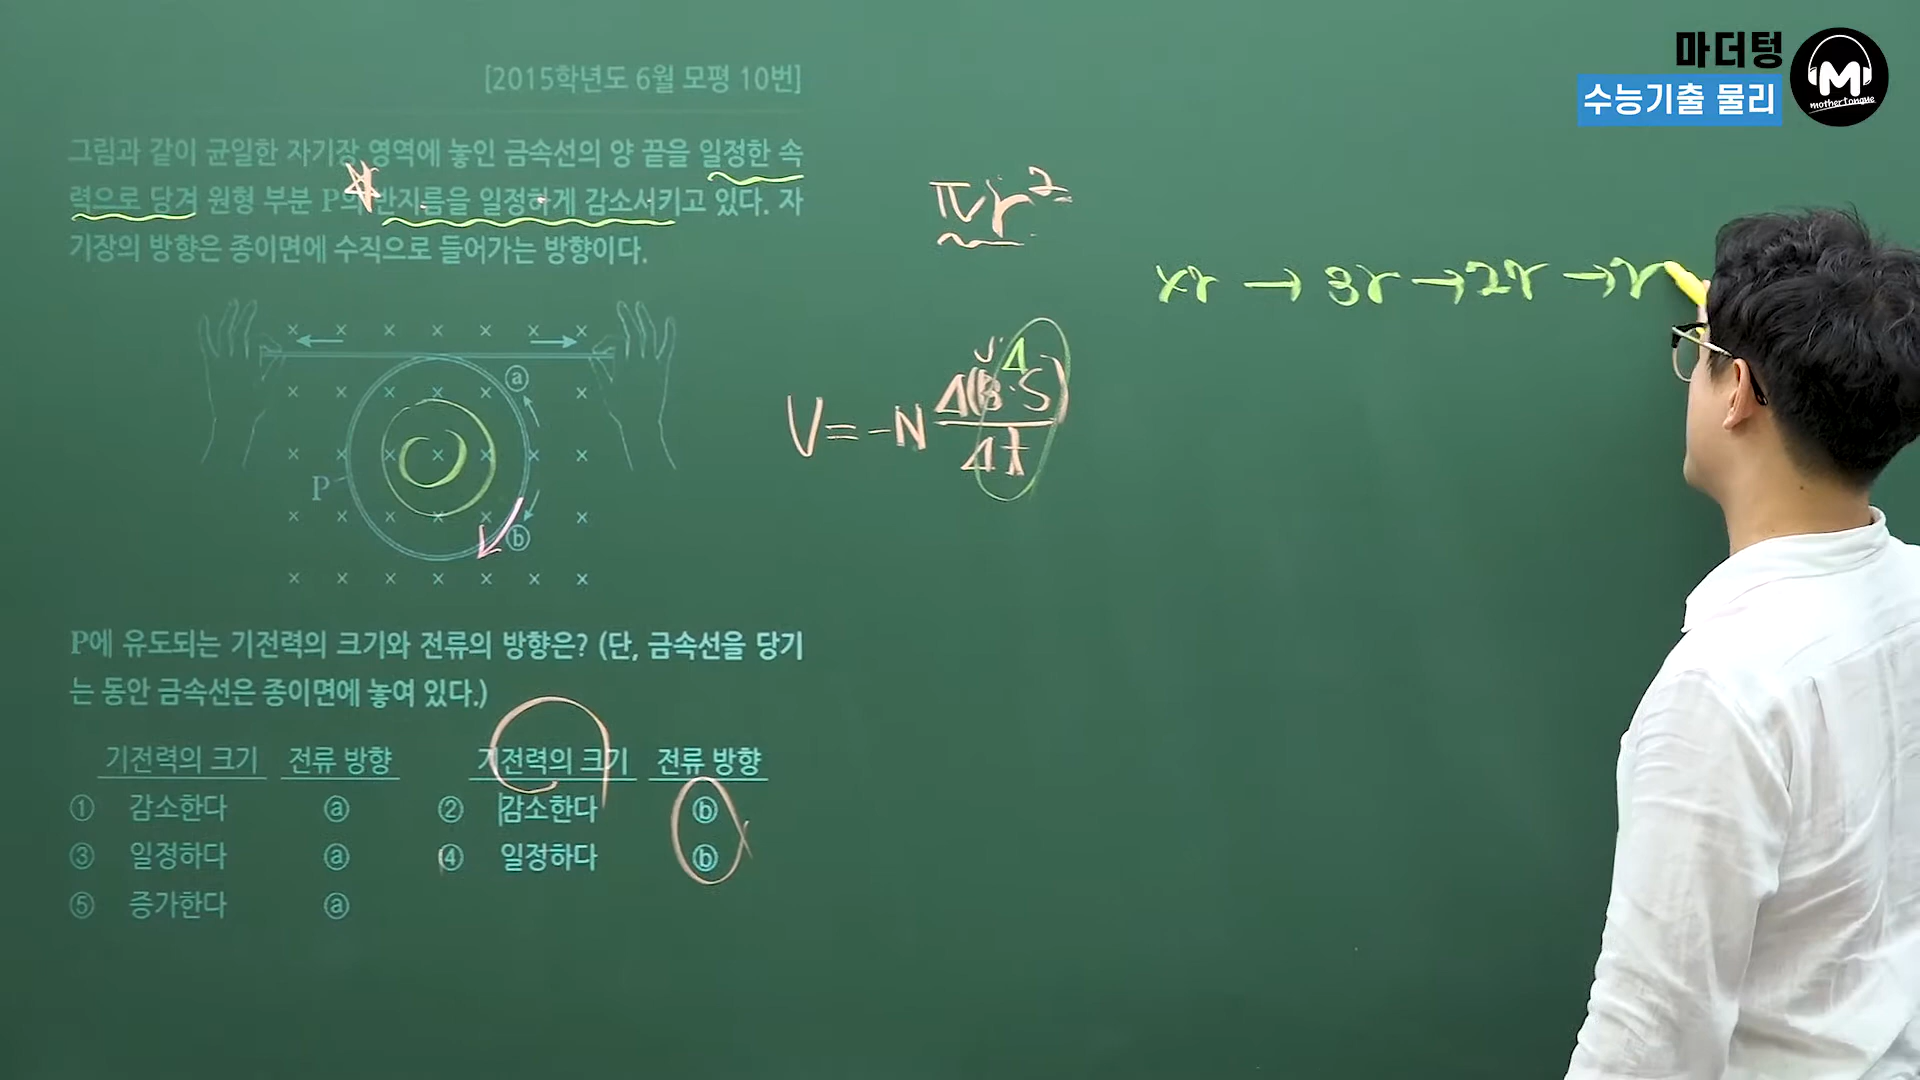 마더텅
수능기출 물리
M
mothertongue
[2015학년도 6월 모평 10번]
그림과 같이 균일한 자기장 영역에 놓인 금속선의 양 끝을 일정한 속
력으로 당겨 원형 부분 P의 반지름을 일정하게 감소시키고 있다. 자
기장의 방향은 종이면에 수직으로 들어가는 방향이다.
πr²
4r → 3r → 2r → r
V = -N Δ(B·S)/Δt
Δ
ⓐ
P
ⓑ
P에 유도되는 기전력의 크기와 전류의 방향은? (단, 금속선을 당기
는 동안 금속선은 종이면에 놓여 있다.)
기전력의 크기 전류 방향 기전력의 크기 전류 방향
① 감소한다 ⓐ ② 감소한다 ⓑ
③ 일정하다 ⓐ ④ 일정하다 ⓑ
⑤ 증가한다 ⓐ